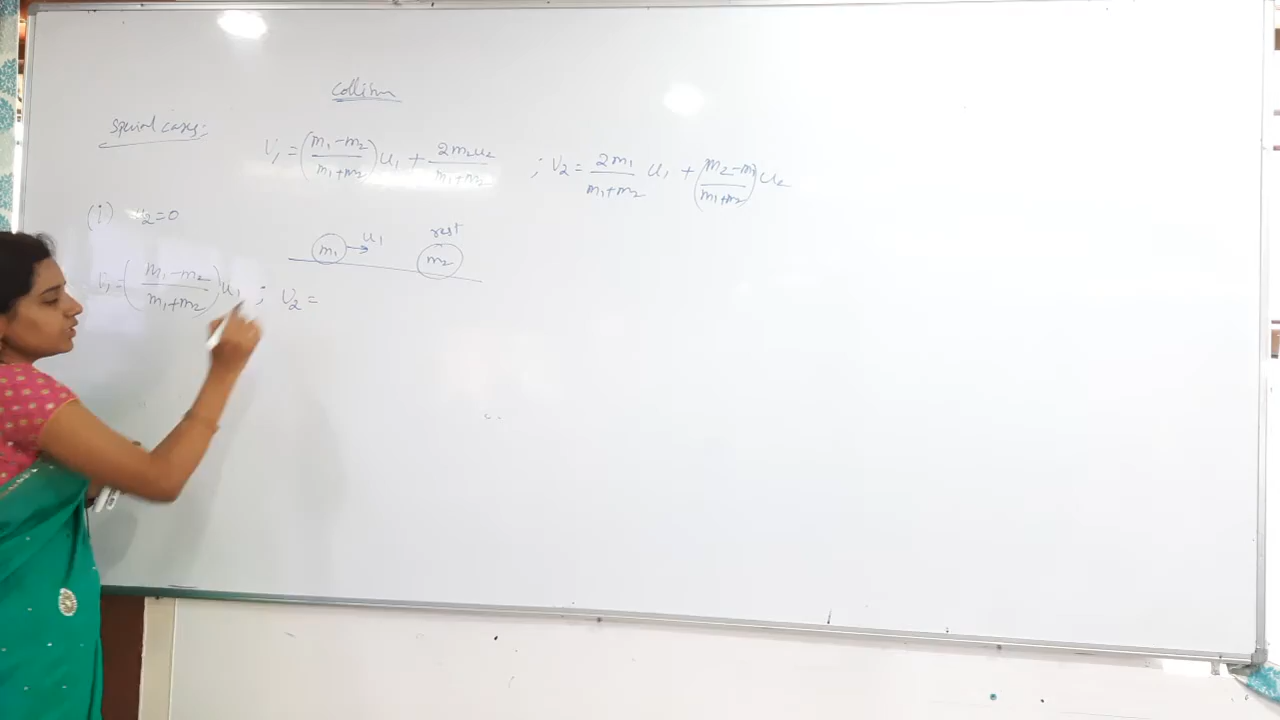 Collision
Special cases:
V₁ = ((m₁ - m₂)/(m₁ + m₂)) u₁ + 2m₂u₂/(m₁ + m₂) ; V₂ = 2m₁/(m₁ + m₂) u₁ + ((m₂ - m₁)/(m₁ + m₂)) u₂
(i) u₂ = 0
m₁ → u₁ rest m₂
V₁ = ((m₁ - m₂)/(m₁ + m₂)) u₁ ; V₂ =